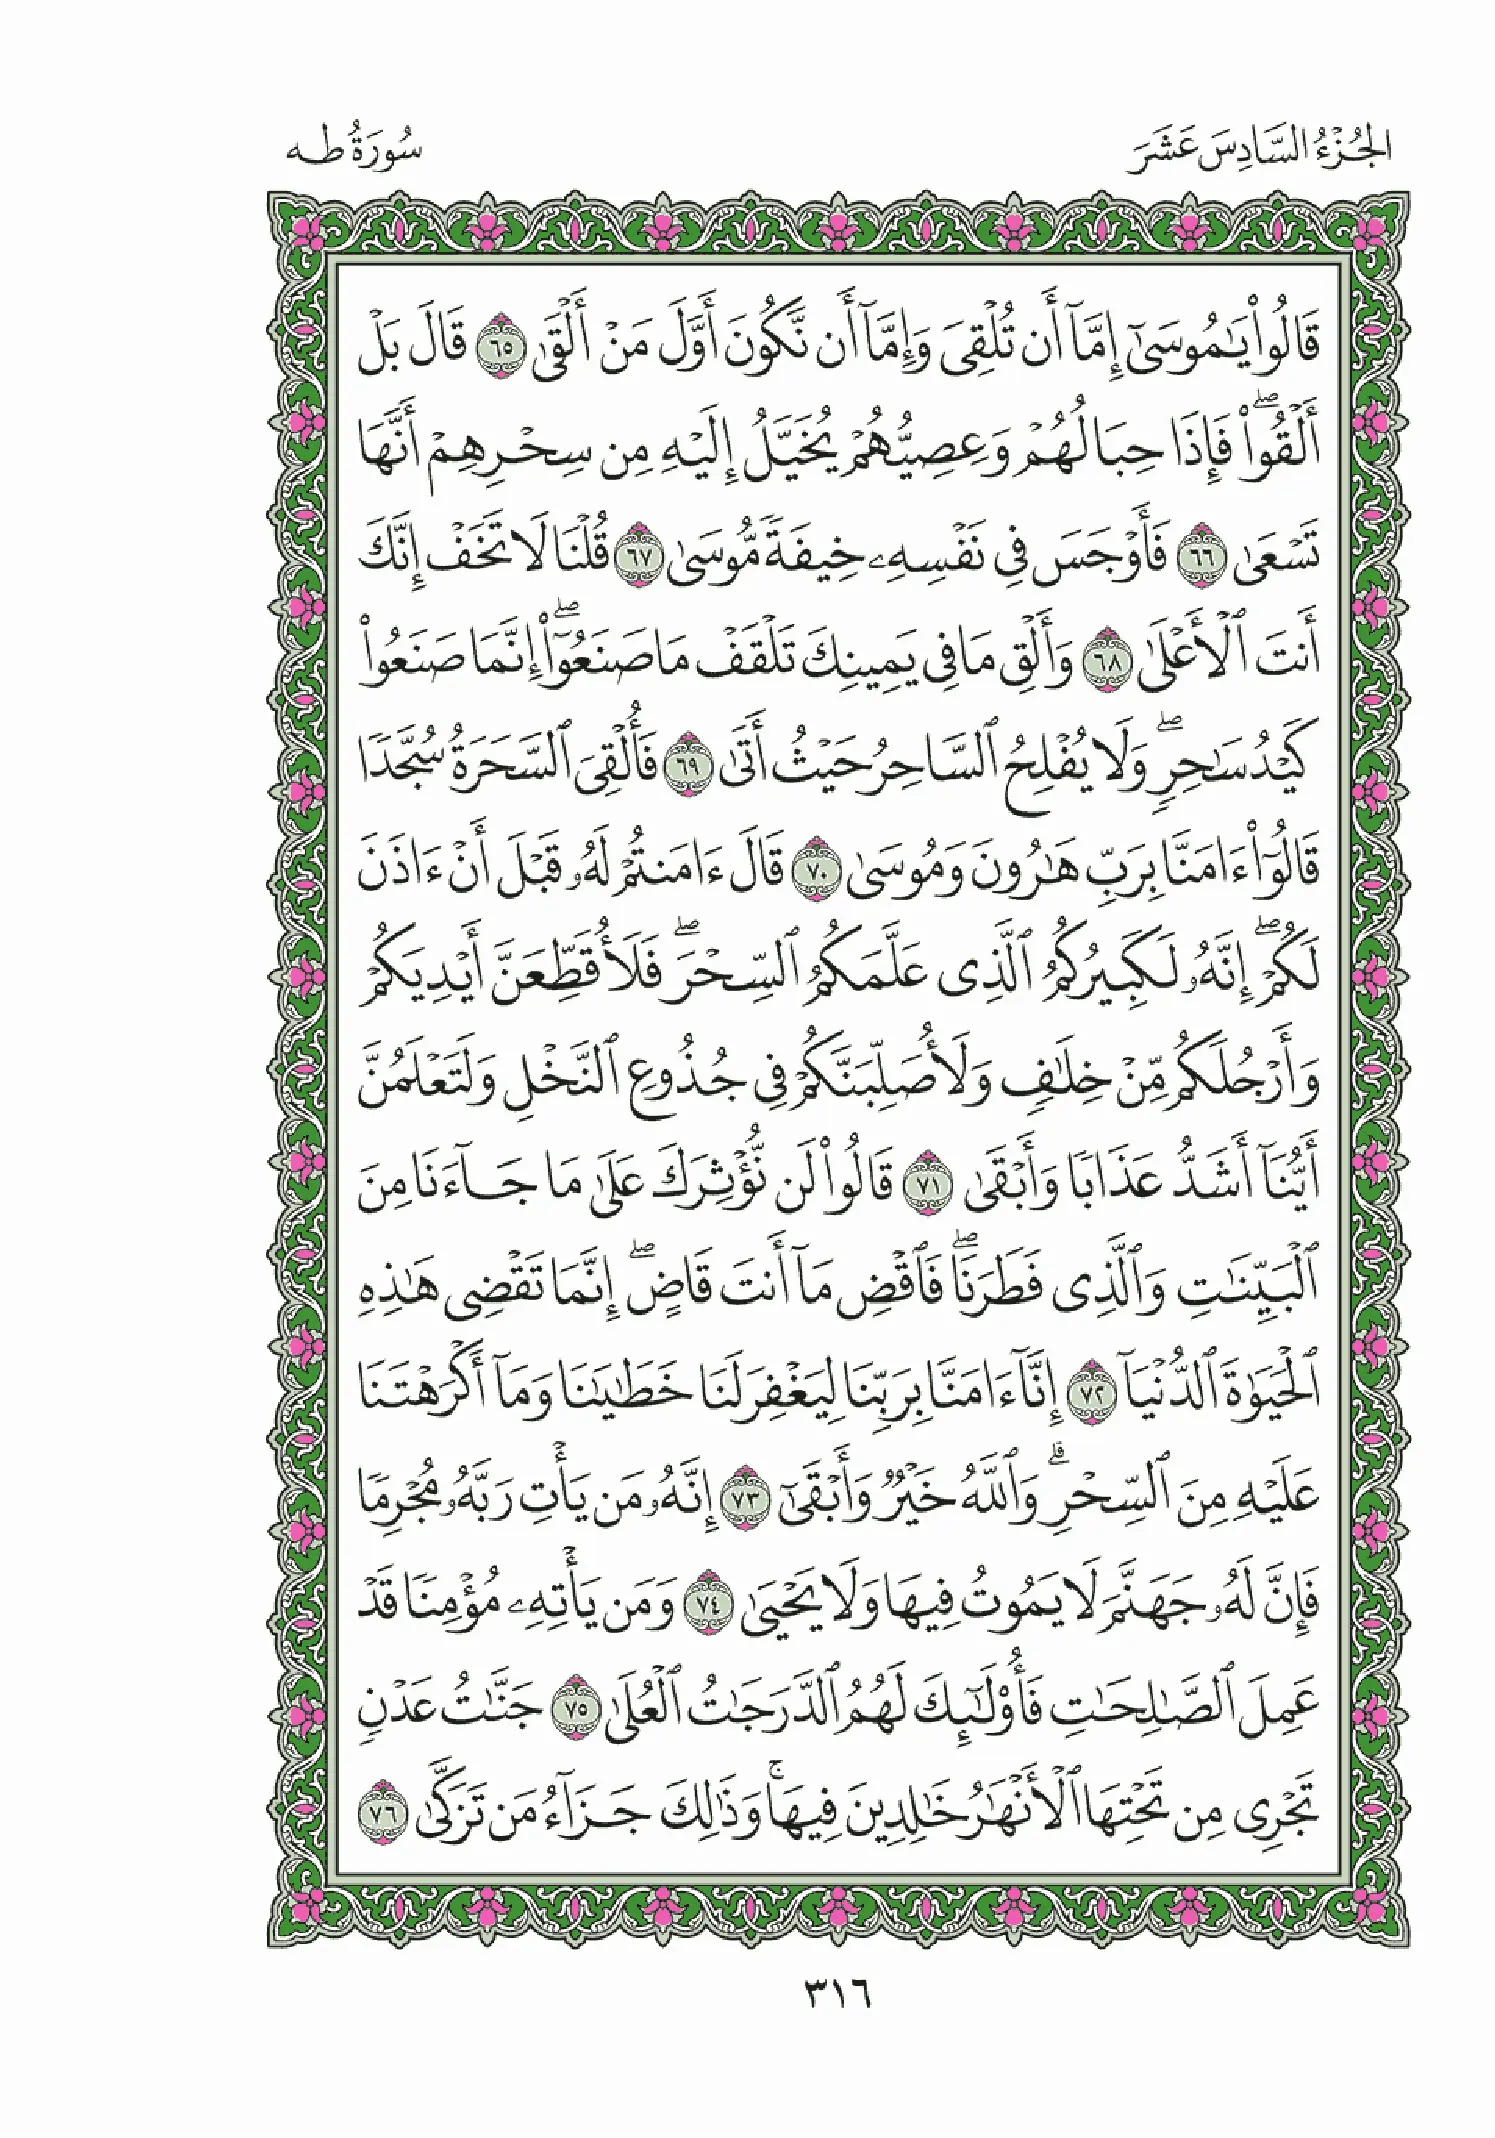 الجُزْءُ السَّادِسَ عَشَرَ
سُورَةُ طه
قَالُوا۟ يَـٰمُوسَىٰٓ إِمَّآ أَن تُلْقِىَ وَإِمَّآ أَن نَّكُونَ أَوَّلَ مَنْ أَلْقَىٰ ٦٥ قَالَ بَلْ
أَلْقُوا۟ ۖ فَإِذَا حِبَالُهُمْ وَعِصِيُّهُمْ يُخَيَّلُ إِلَيْهِ مِن سِحْرِهِمْ أَنَّهَا
تَسْعَىٰ ٦٦ فَأَوْجَسَ فِى نَفْسِهِۦ خِيفَةً مُّوسَىٰ ٦٧ قُلْنَا لَا تَخَفْ إِنَّكَ
أَنتَ ٱلْأَعْلَىٰ ٦٨ وَأَلْقِ مَا فِى يَمِينِكَ تَلْقَفْ مَا صَنَعُوٓا۟ ۖ إِنَّمَا صَنَعُوا۟
كَيْدُ سَـٰحِرٍ ۖ وَلَا يُفْلِحُ ٱلسَّاحِرُ حَيْثُ أَتَىٰ ٦٩ فَأُلْقِىَ ٱلسَّحَرَةُ سُجَّدًا
قَالُوٓا۟ ءَامَنَّا بِرَبِّ هَـٰرُونَ وَمُوسَىٰ ٧٠ قَالَ ءَامَنتُمْ لَهُۥ قَبْلَ أَنْ ءَاذَنَ
لَكُمْ ۖ إِنَّهُۥ لَكَبِيرُكُمُ ٱلَّذِى عَلَّمَكُمُ ٱلسِّحْرَ ۖ فَلَأُقَطِّعَنَّ أَيْدِيَكُمْ
وَأَرْجُلَكُم مِّنْ خِلَـٰفٍ وَلَأُصَلِّبَنَّكُمْ فِى جُذُوعِ ٱلنَّخْلِ وَلَتَعْلَمُنَّ
أَيُّنَآ أَشَدُّ عَذَابًا وَأَبْقَىٰ ٧١ قَالُوا۟ لَن نُّؤْثِرَكَ عَلَىٰ مَا جَآءَنَا مِنَ
ٱلْبَيِّنَـٰتِ وَٱلَّذِى فَطَرَنَا ۖ فَٱقْضِ مَآ أَنتَ قَاضٍ ۖ إِنَّمَا تَقْضِى هَـٰذِهِ
ٱلْحَيَوٰةَ ٱلدُّنْيَآ ٧٢ إِنَّآ ءَامَنَّا بِرَبِّنَا لِيَغْفِرَ لَنَا خَطَـٰيَـٰنَا وَمَآ أَكْرَهْتَنَا
عَلَيْهِ مِنَ ٱلسِّحْرِ ۗ وَٱللَّهُ خَيْرٌ وَأَبْقَىٰٓ ٧٣ إِنَّهُۥ مَن يَأْتِ رَبَّهُۥ مُجْرِمًا
فَإِنَّ لَهُۥ جَهَنَّمَ لَا يَمُوتُ فِيهَا وَلَا يَحْيَىٰ ٧٤ وَمَن يَأْتِهِۦ مُؤْمِنًا قَدْ
عَمِلَ ٱلصَّـٰلِحَـٰتِ فَأُو۟لَـٰٓئِكَ لَهُمُ ٱلدَّرَجَـٰتُ ٱلْعُلَىٰ ٧٥ جَنَّـٰتُ عَدْنٍ
تَجْرِى مِن تَحْتِهَا ٱلْأَنْهَـٰرُ خَـٰلِدِينَ فِيهَا ۚ وَذَٰلِكَ جَزَآءُ مَن تَزَكَّىٰ ٧٦
٣١٦